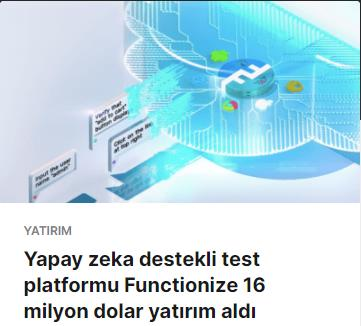 Verify that
"add to cart"
button display
Click on the
at top right
Input the user
name "admin"
YATIRIM
Yapay zeka destekli test
platformu Functionize 16
milyon dolar yatırım aldı